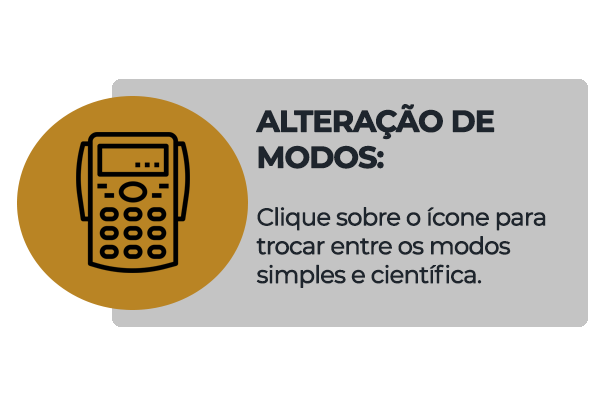 ALTERAÇÃO DE
MODOS:
Clique sobre o ícone para
trocar entre os modos
simples e científica.